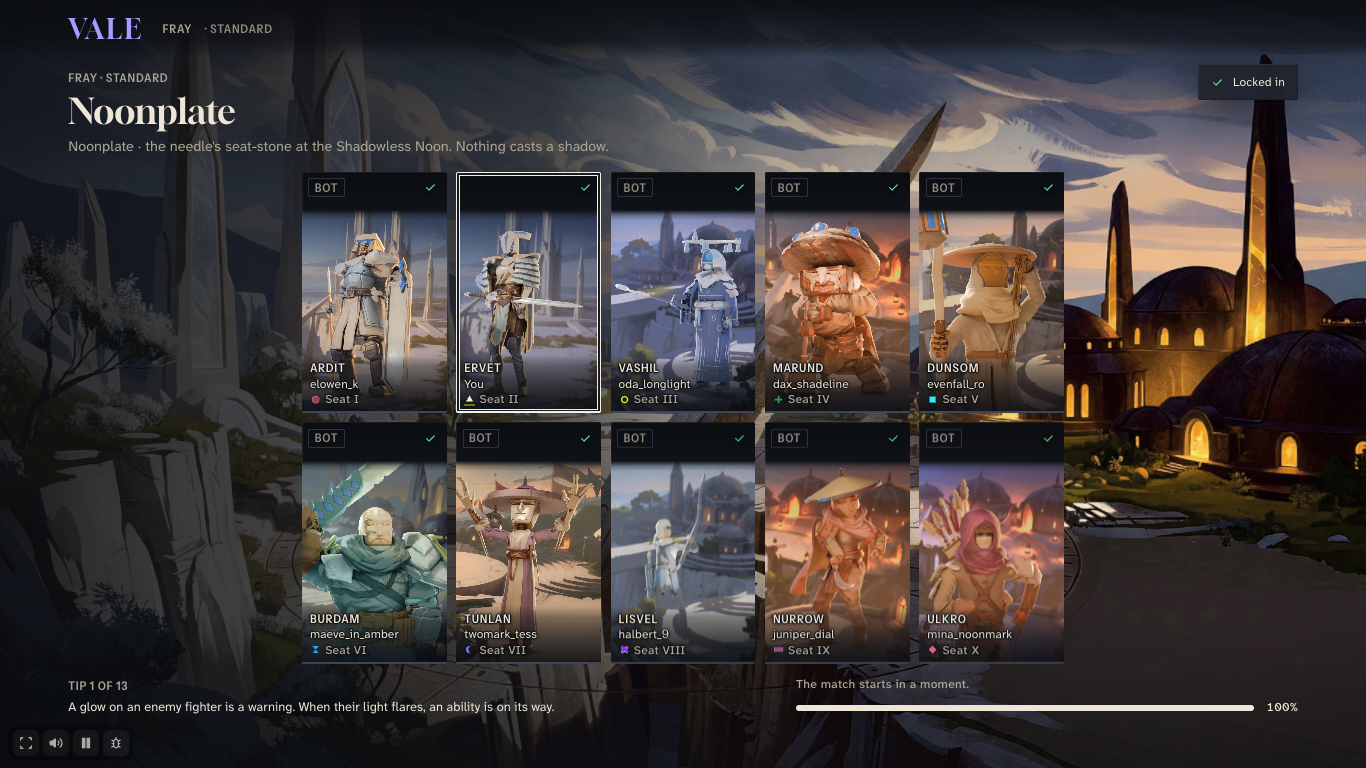 VALE FRAY · STANDARD
FRAY · STANDARD
Noonplate
Noonplate · the needle's seat-stone at the Shadowless Noon. Nothing casts a shadow.
Locked in
BOT
ARDIT
elowen_k
Seat I
ERVET
You
Seat II
BOT
VASHIL
oda_longlight
Seat III
BOT
MARUND
dax_shadeline
Seat IV
BOT
DUNSOM
evenfall_ro
Seat V
BOT
BURDAM
maeve_in_amber
Seat VI
BOT
TUNLAN
twomark_tess
Seat VII
BOT
LISVEL
halbert_9
Seat VIII
BOT
NURROW
juniper_dial
Seat IX
BOT
ULKRO
mina_noonmark
Seat X
TIP 1 OF 13
A glow on an enemy fighter is a warning. When their light flares, an ability is on its way.
The match starts in a moment.
100%